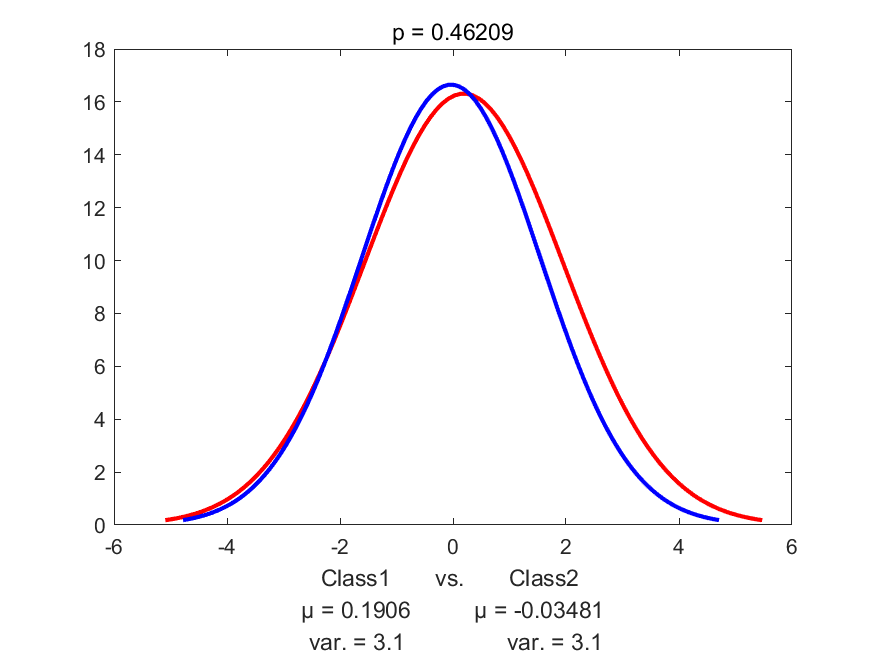 p = 0.46209
18
16
14
12
10
8
6
4
2
0
-6 -4 -2 0 2 4 6
Class1 vs. Class2
μ = 0.1906 μ = -0.03481
var. = 3.1 var. = 3.1